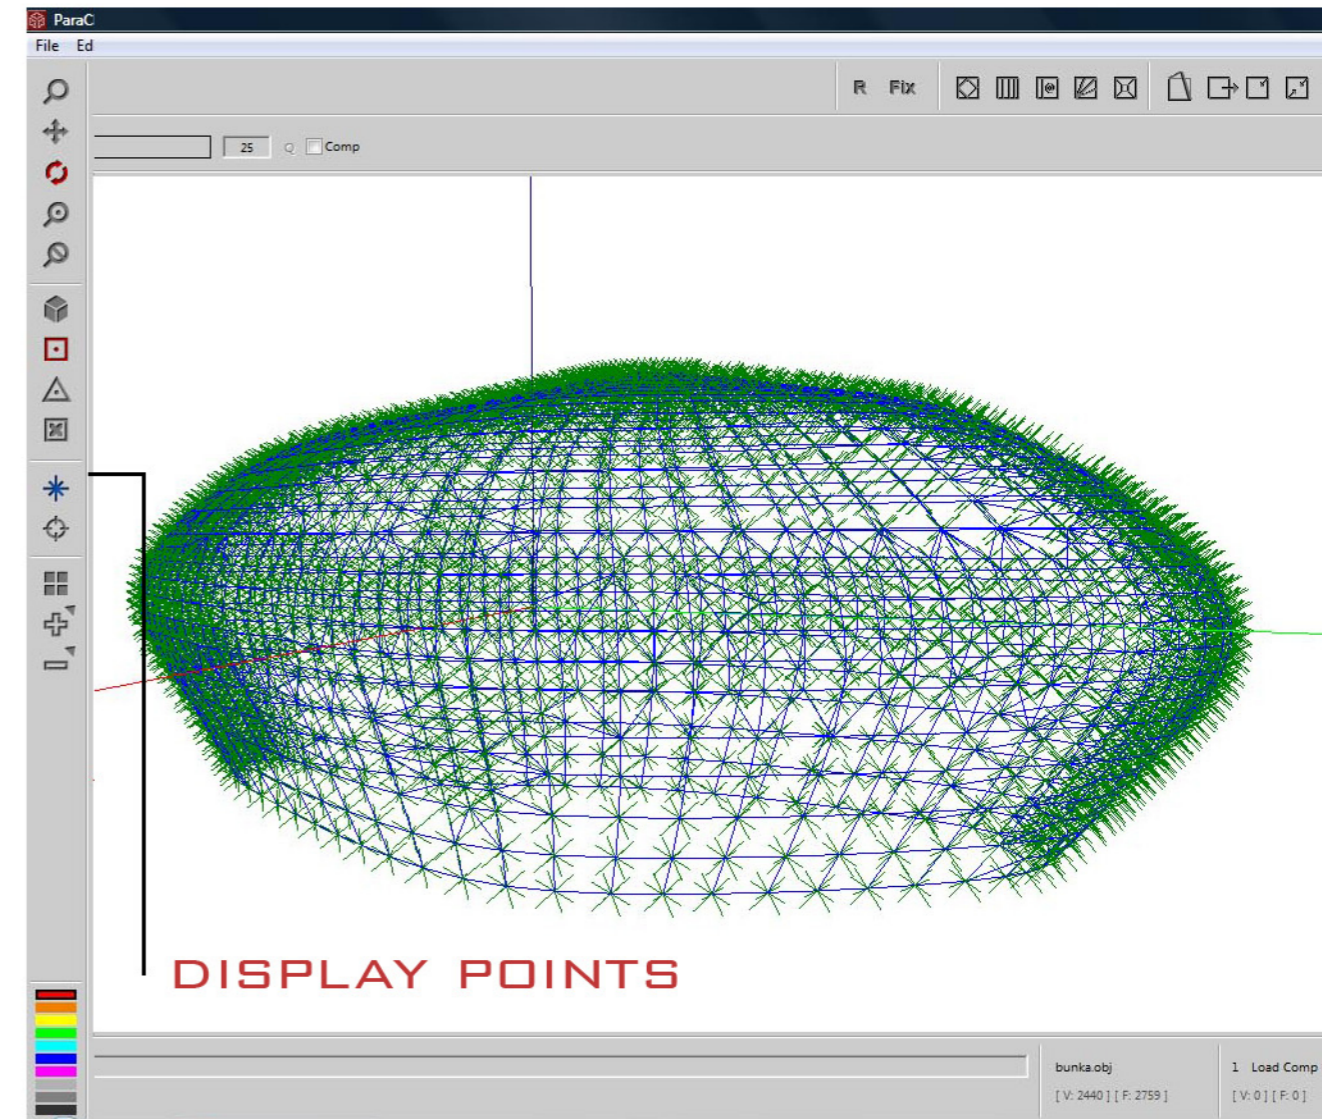 ParaC
File Ed
R Fix
25 Q Comp
DISPLAY POINTS
bunka.obj
1 Load Comp
[ V: 2440 ] [ F: 2759 ]
[ V: 0 ] [ F: 0 ]